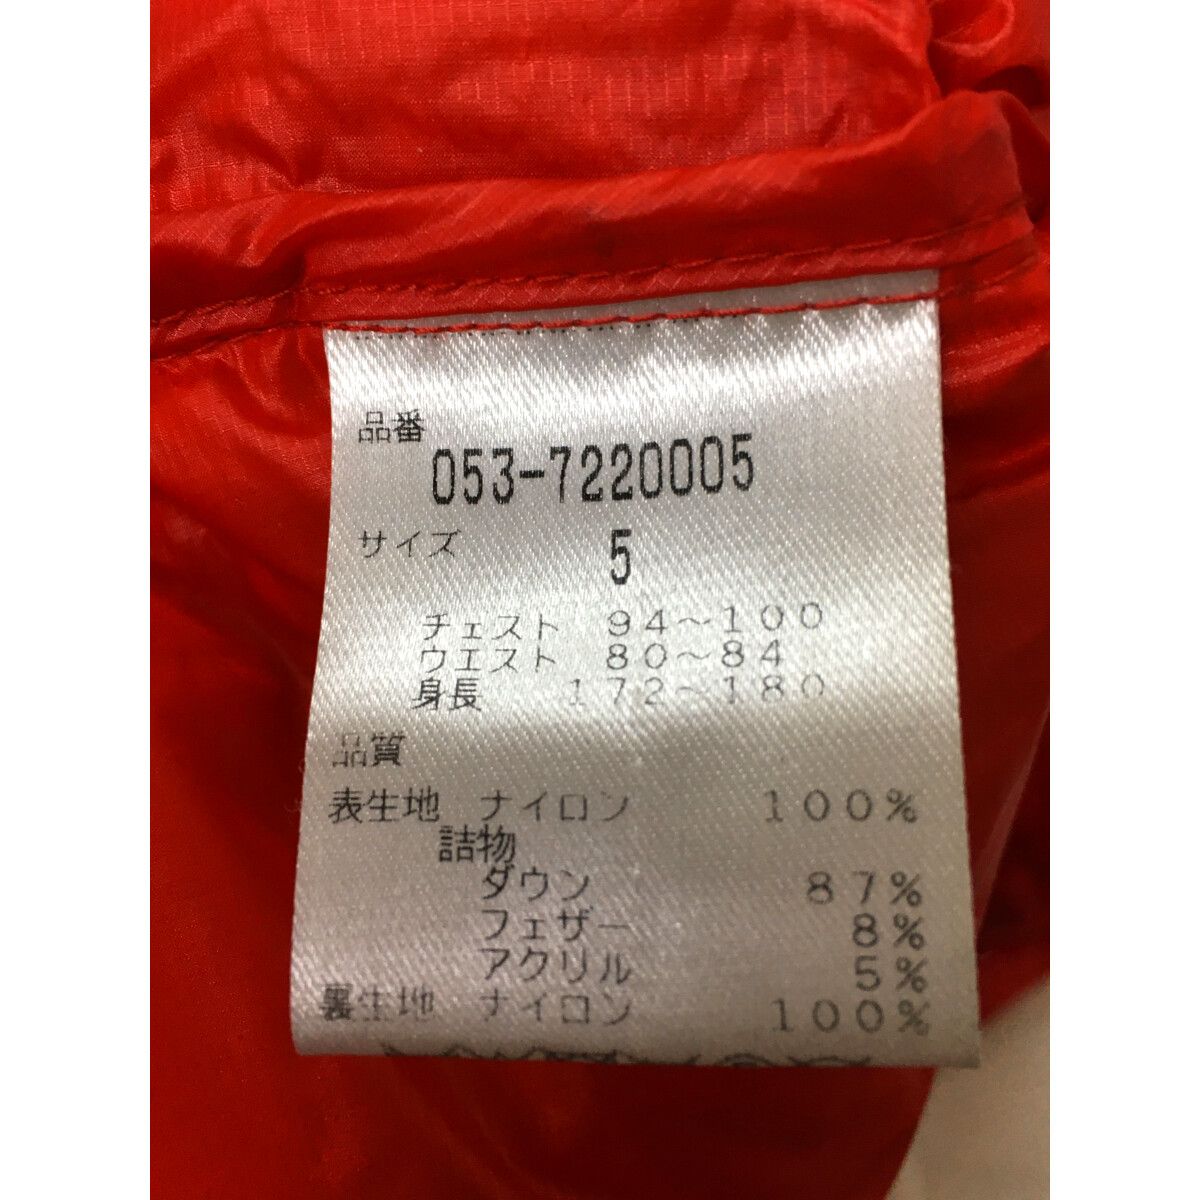 品番
053-7220005
サイズ 5
チェスト 94～100
ウエスト 80～84
身長 172～180
品質
表生地 ナイロン 100%
詰物
ダウン 87%
フェザー 8%
アクリル 5%
裏生地 ナイロン 100%